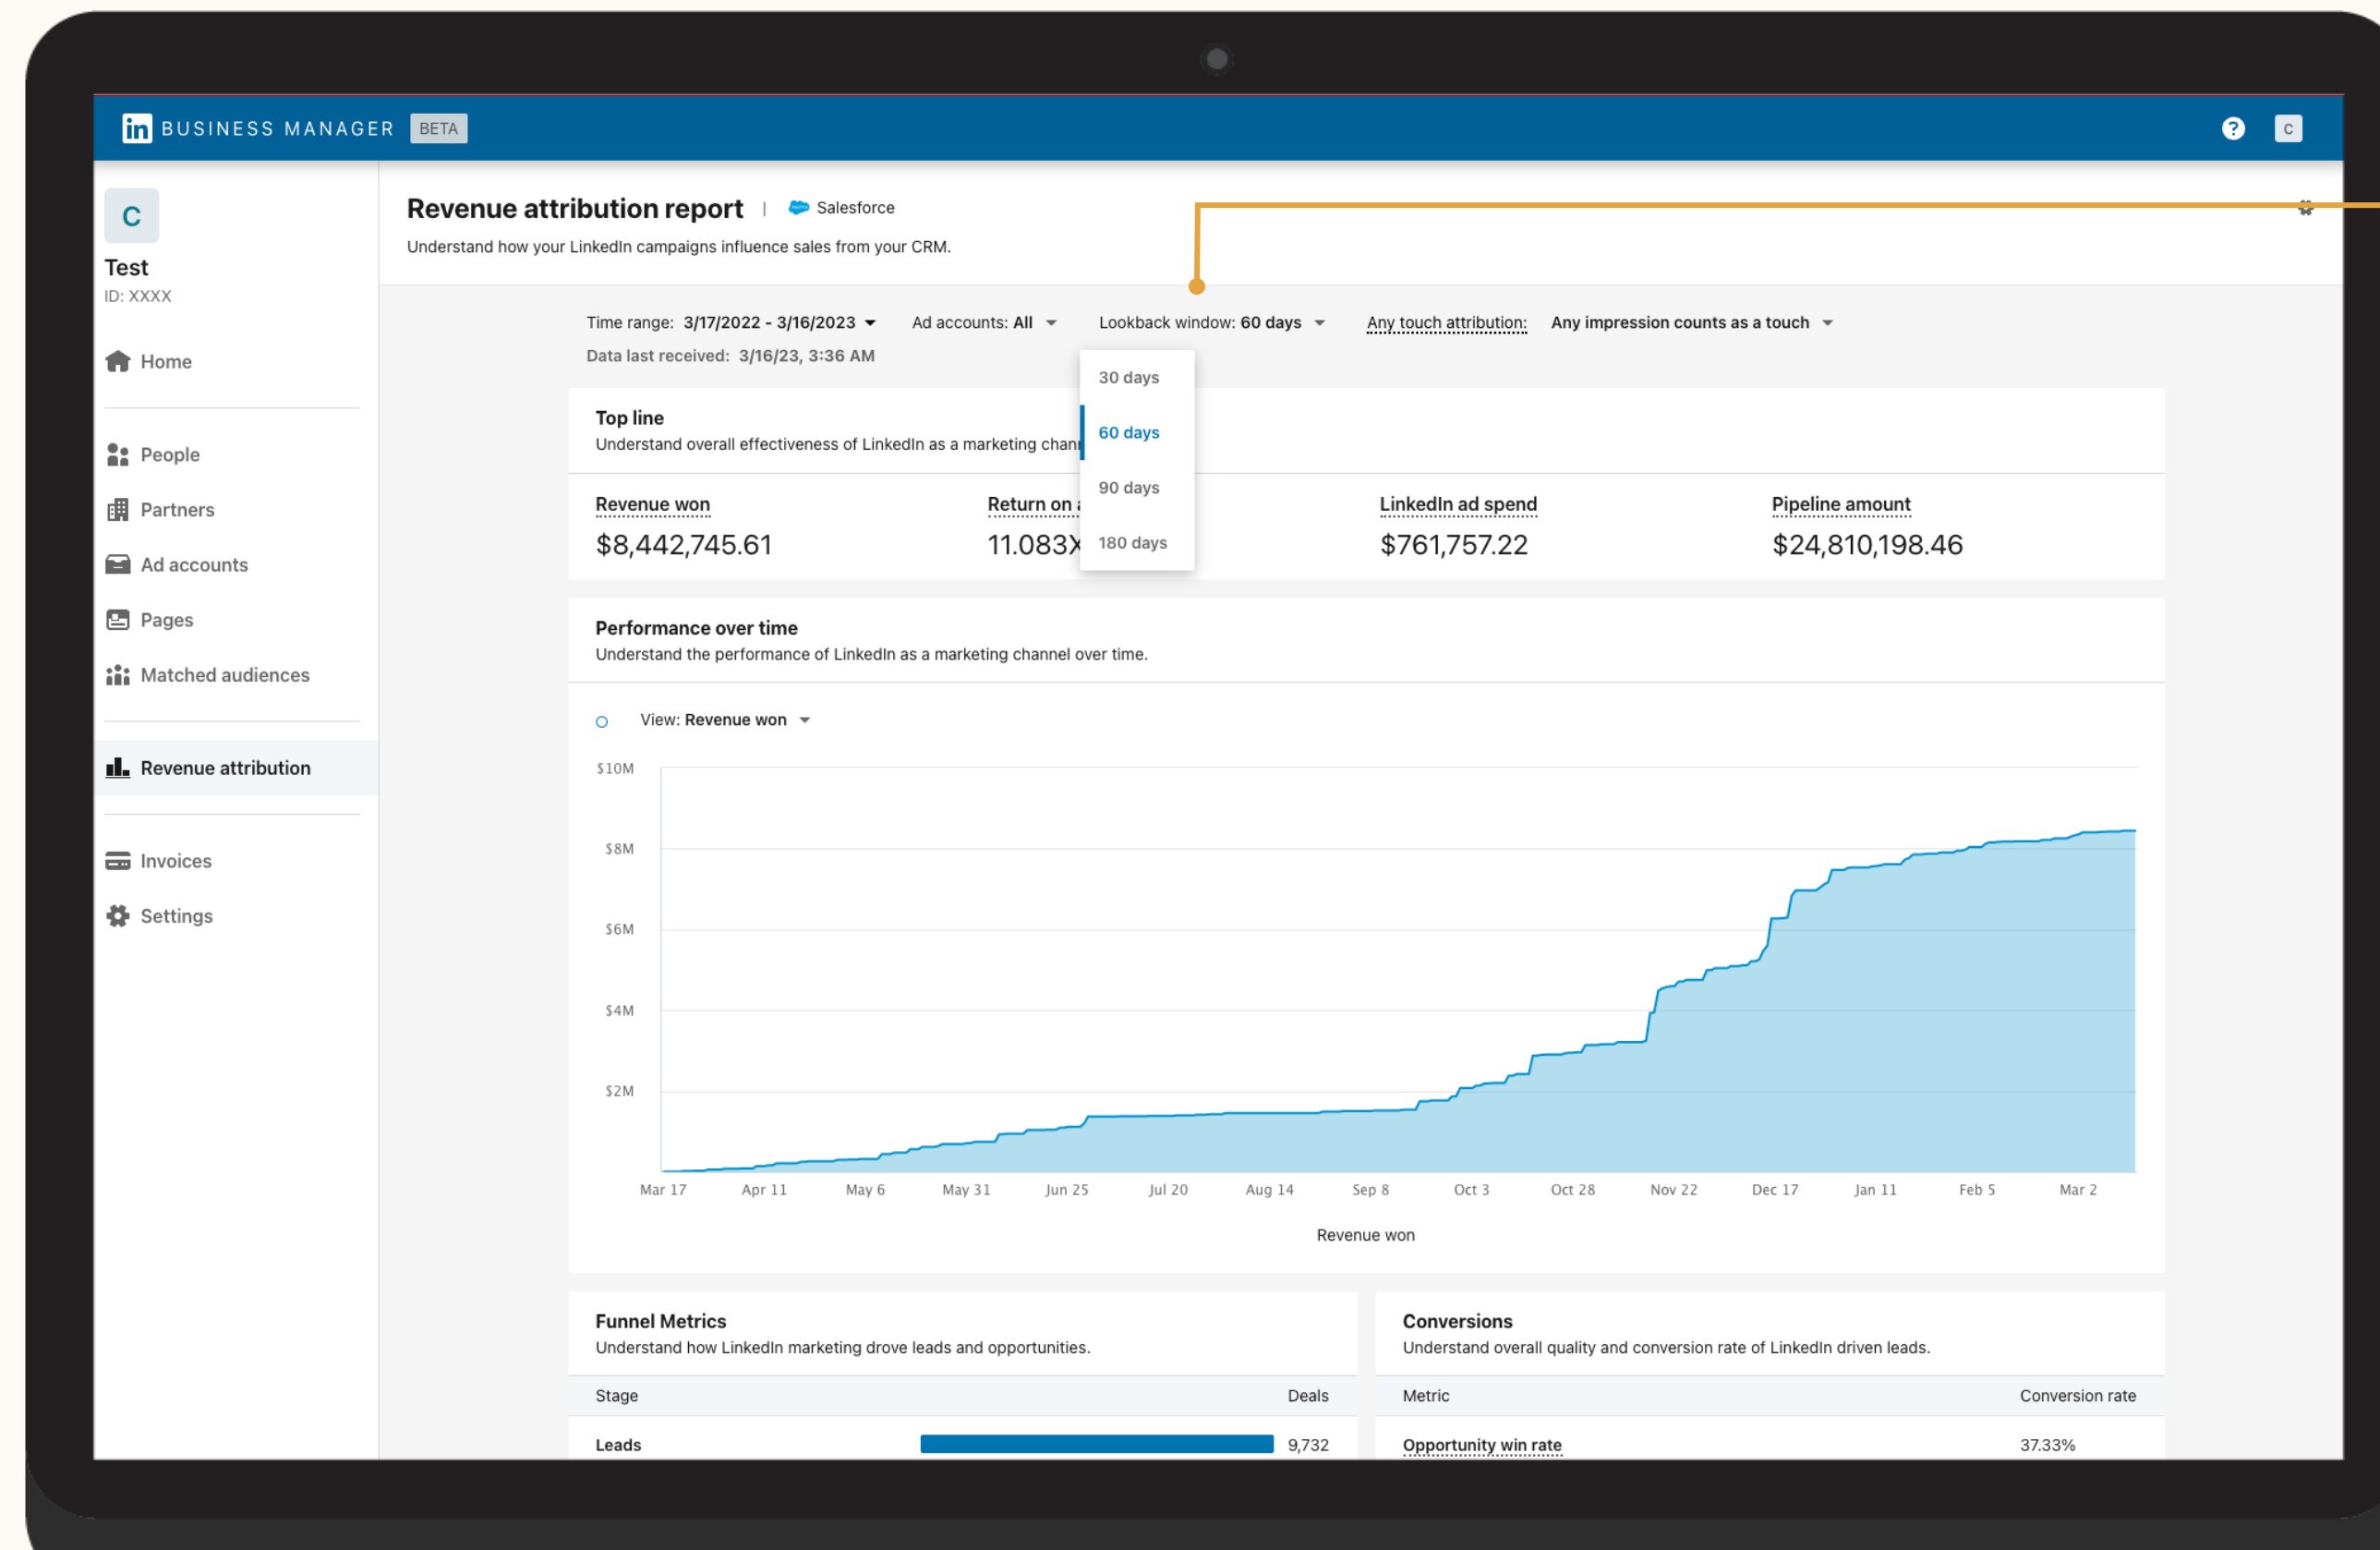 in BUSINESS MANAGER BETA
? C
C
Test
ID: XXXX
Home
People
Partners
Ad accounts
Pages
Matched audiences
Revenue attribution
Invoices
Settings
Revenue attribution report | Salesforce
Understand how your LinkedIn campaigns influence sales from your CRM.
Time range: 3/17/2022 - 3/16/2023 Ad accounts: All Lookback window: 60 days Any touch attribution: Any impression counts as a touch
Data last received: 3/16/23, 3:36 AM
30 days
60 days
90 days
180 days
Top line
Understand overall effectiveness of LinkedIn as a marketing
Revenue won Return on LinkedIn ad spend Pipeline amount
$8,442,745.61 11.083X $761,757.22 $24,810,198.46
Performance over time
Understand the performance of LinkedIn as a marketing channel over time.
View: Revenue won
$10M
$8M
$6M
$4M
$2M
Mar 17 Apr 11 May 6 May 31 Jun 25 Jul 20 Aug 14 Sep 8 Oct 3 Oct 28 Nov 22 Dec 17 Jan 11 Feb 5 Mar 2
Revenue won
Funnel Metrics
Understand how LinkedIn marketing drove leads and opportunities.
Stage Deals
Leads 9,732
Conversions
Understand overall quality and conversion rate of LinkedIn driven leads.
Metric Conversion rate
Opportunity win rate 37.33%